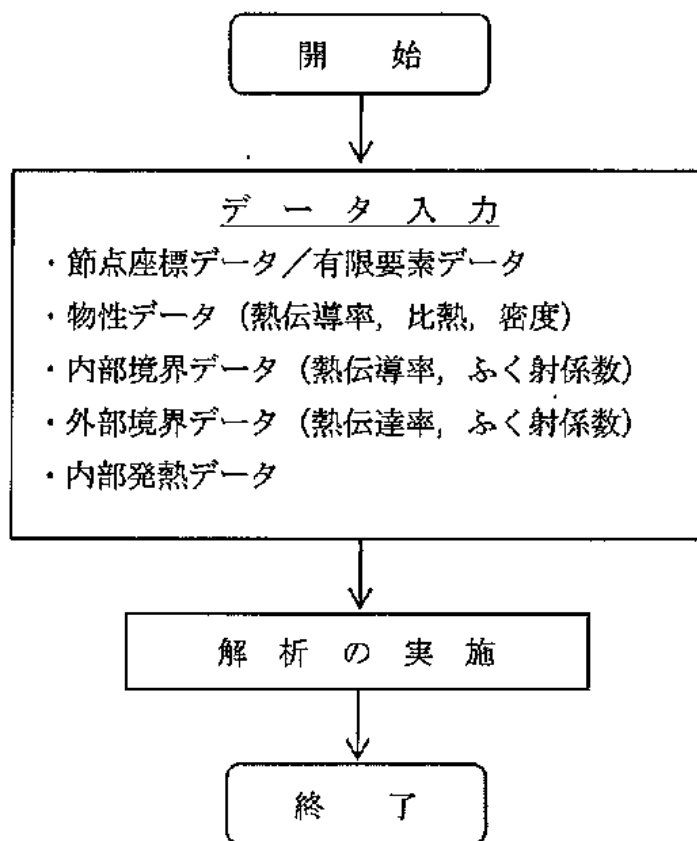 開 始
データ入力
・節点座標データ/有限要素データ
・物性データ(熱伝導率, 比熱, 密度)
・内部境界データ(熱伝導率, ふく射係数)
・外部境界データ(熱伝達率, ふく射係数)
・内部発熱データ
解析の実施
終 了